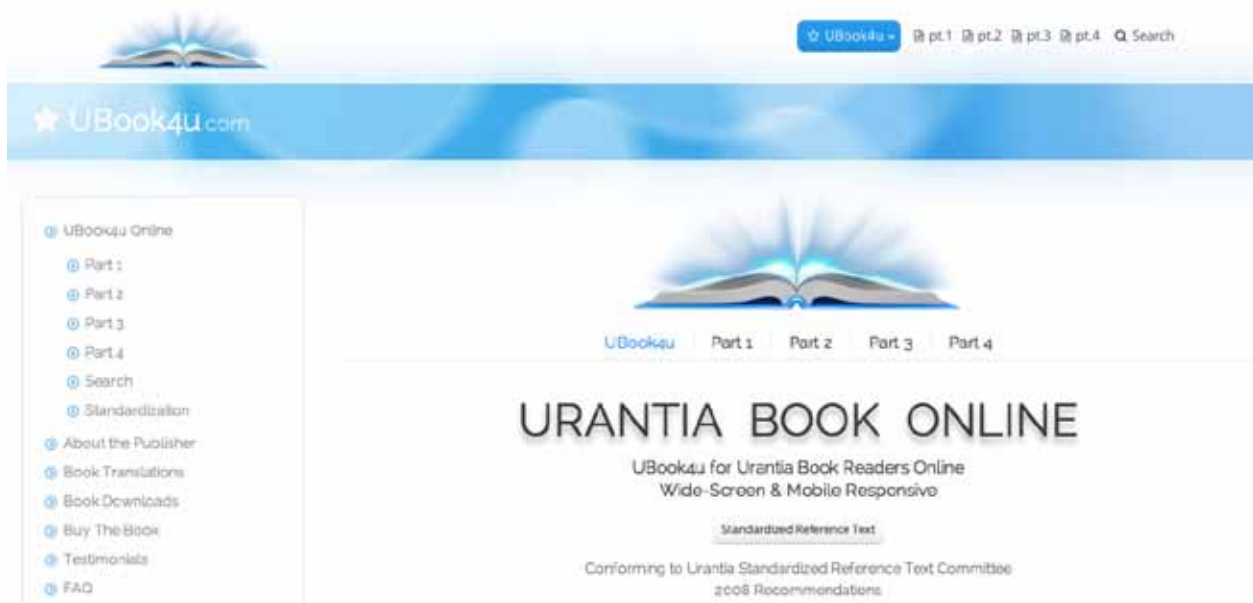 UBook4u pt.1 pt.2 pt.3 pt.4 Search
UBook4u.com
UBook4u Online
Part 1
Part 2
Part 3
Part 4
Search
Standardization
About the Publisher
Book Translations
Book Downloads
Buy The Book
Testimonials
FAQ
UBook4u Part 1 Part 2 Part 3 Part 4
URANTIA BOOK ONLINE
UBook4u for Urantia Book Readers Online
Wide-Screen & Mobile Responsive
Standardized Reference Text
Conforming to Urantia Standardized Reference Text Committee
2008 Recommendations